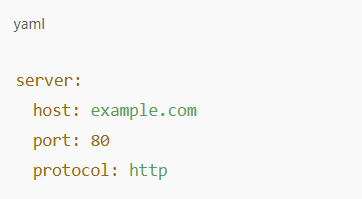 yaml
server:
  host: example.com
  port: 80
  protocol: http